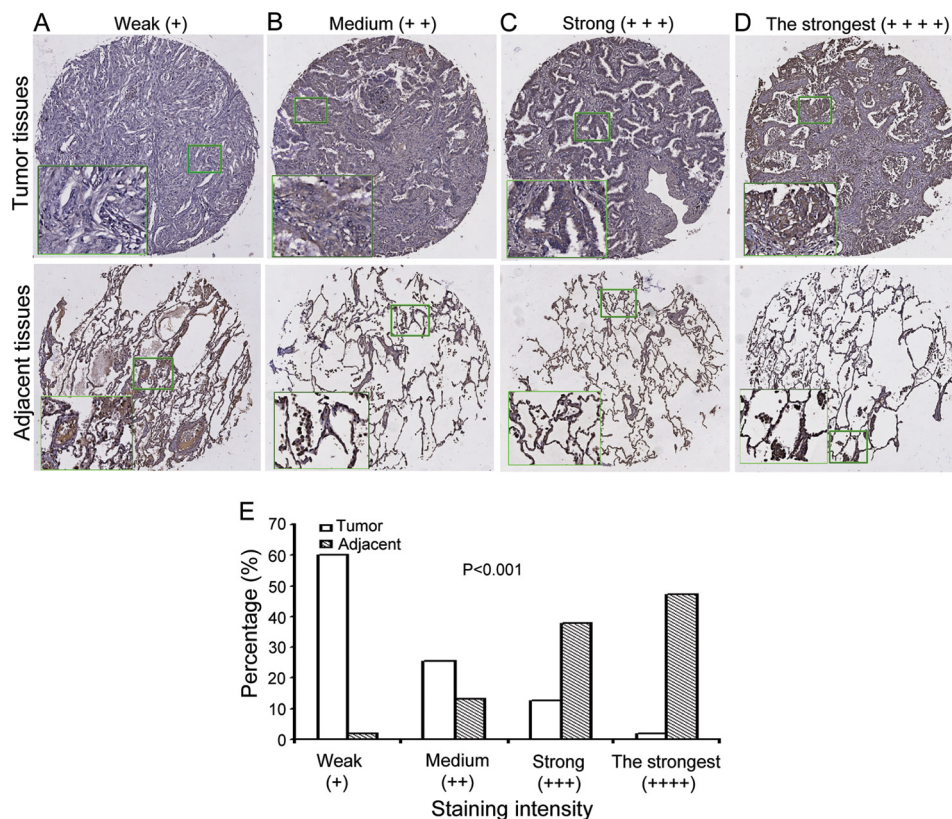 A Weak (+)
B Medium (+ +)
C Strong (+ + +)
D The strongest (+ + + +)
Tumor tissues
Adjacent tissues
E
70
60
50
40
30
20
10
0
Percentage (%)
Tumor
Adjacent
P<0.001
Weak Medium Strong The strongest
(+) (++) (+++) (++++)
Staining intensity